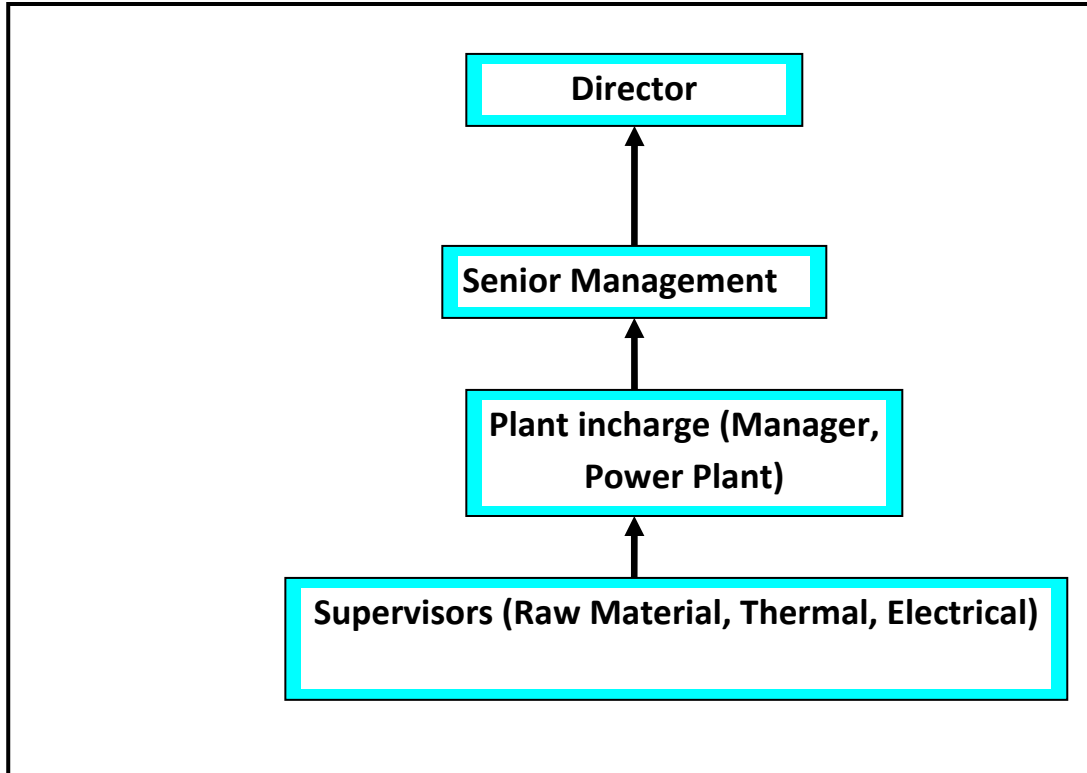 Director
Senior Management
Plant incharge (Manager,
Power Plant)
Supervisors (Raw Material, Thermal, Electrical)